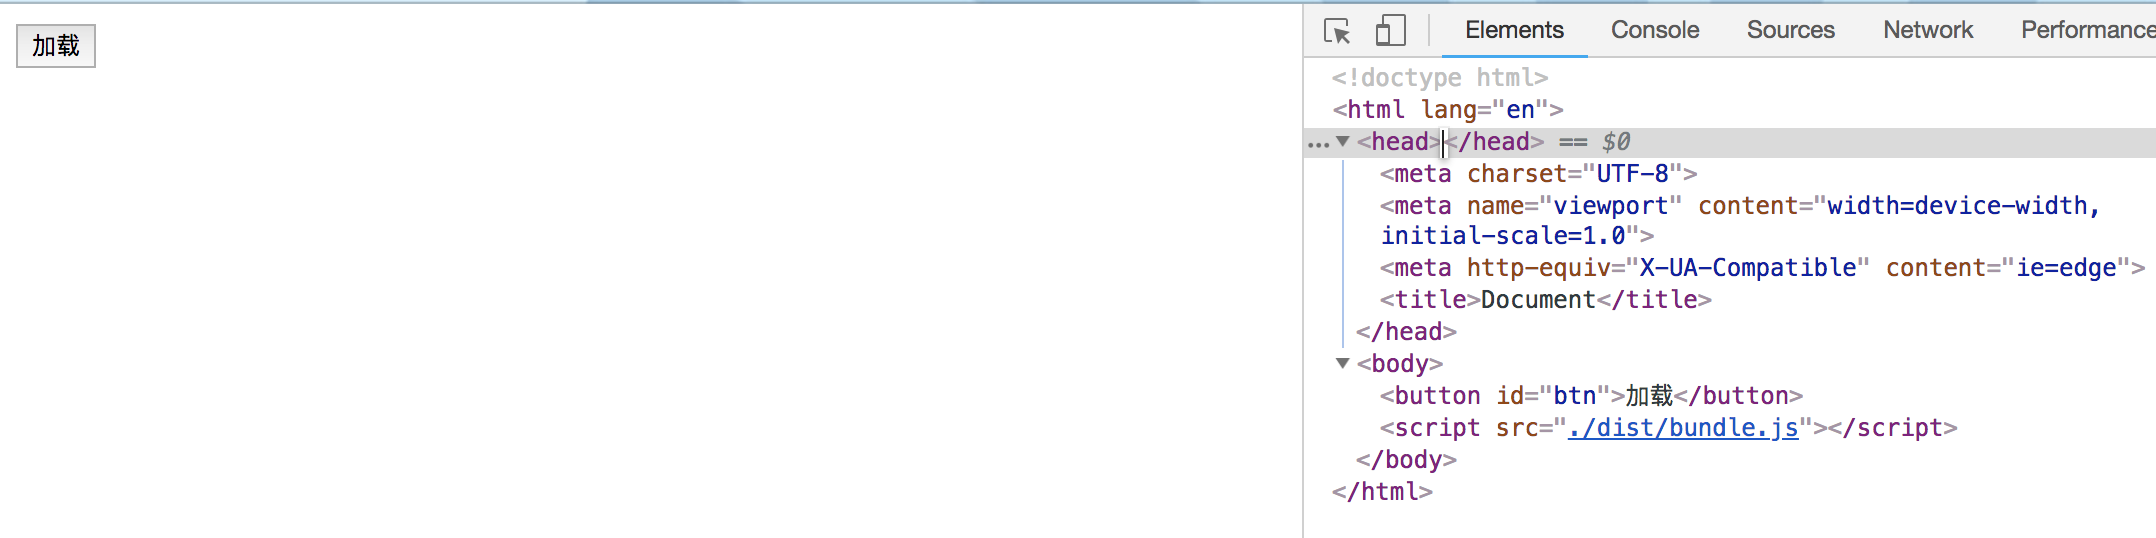 加载
Elements Console Sources Network Performance
<!doctype html>
<html lang="en">
… ▼ <head></head> == $0
<meta charset="UTF-8">
<meta name="viewport" content="width=device-width,
initial-scale=1.0">
<meta http-equiv="X-UA-Compatible" content="ie=edge">
<title>Document</title>
</head>
▼ <body>
<button id="btn">加载</button>
<script src="./dist/bundle.js"></script>
</body>
</html>